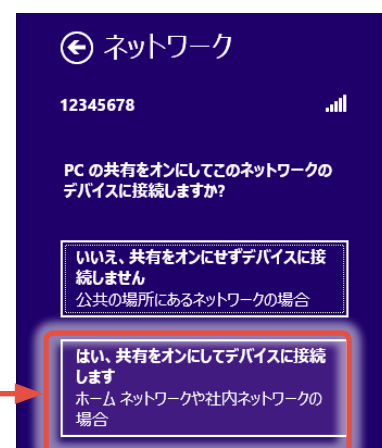 ネットワーク
12345678
PC の共有をオンにしてこのネットワークの
デバイスに接続しますか?
いいえ、共有をオンにせずデバイスに接
続しません
公共の場所にあるネットワークの場合
はい、共有をオンにしてデバイスに接続
します
ホーム ネットワークや社内ネットワークの
場合